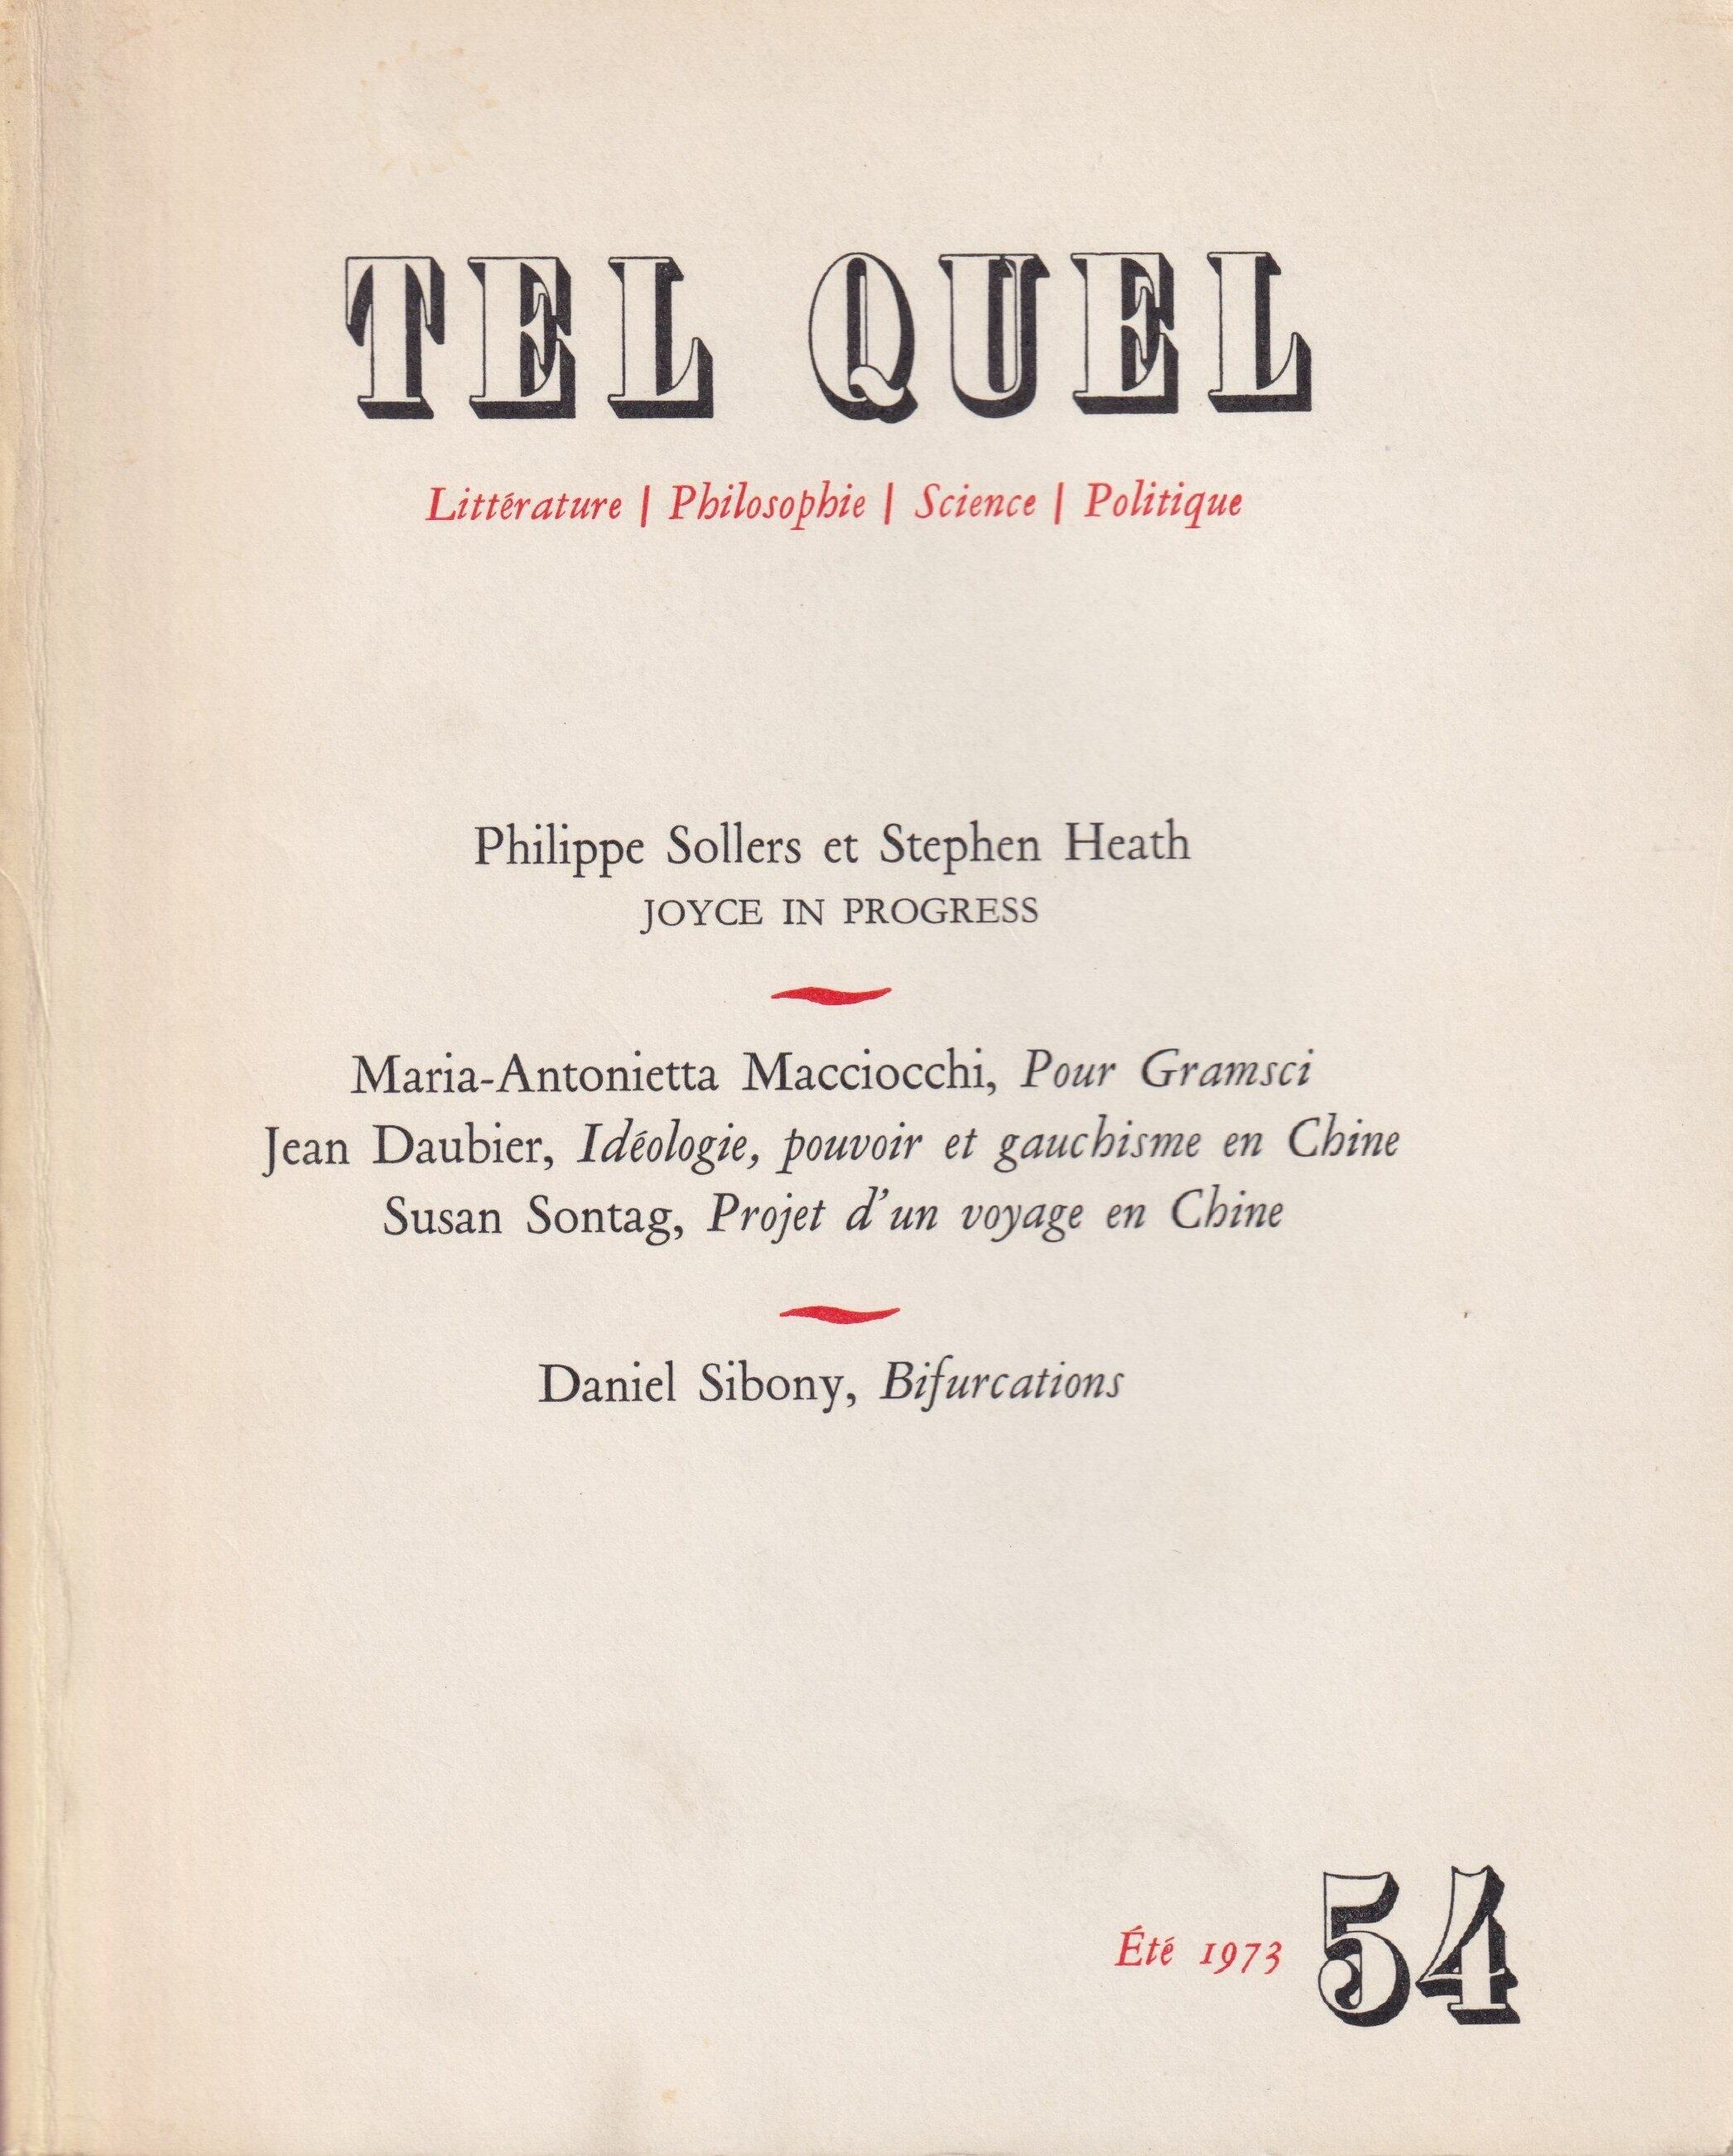 TEL QUEL
Littérature | Philosophie | Science | Politique
Philippe Sollers et Stephen Heath
JOYCE IN PROGRESS
Maria-Antonietta Macciocchi, Pour Gramsci
Jean Daubier, Idéologie, pouvoir et gauchisme en Chine
Susan Sontag, Projet d'un voyage en Chine
Daniel Sibony, Bifurcations
Été 1973 54